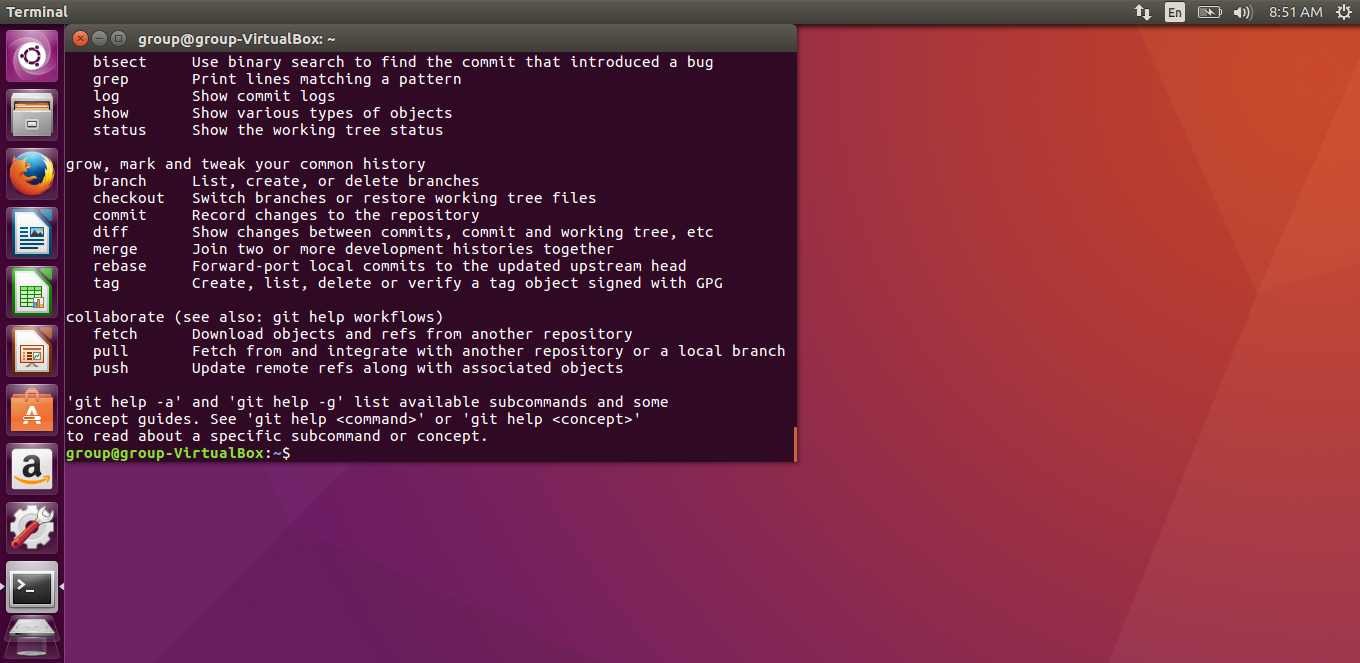 Terminal
En
8:51 AM
group@group-VirtualBox: ~
bisect     Use binary search to find the commit that introduced a bug
grep       Print lines matching a pattern
log        Show commit logs
show       Show various types of objects
status     Show the working tree status
grow, mark and tweak your common history
branch     List, create, or delete branches
checkout   Switch branches or restore working tree files
commit     Record changes to the repository
diff       Show changes between commits, commit and working tree, etc
merge      Join two or more development histories together
rebase     Forward-port local commits to the updated upstream head
tag        Create, list, delete or verify a tag object signed with GPG
collaborate (see also: git help workflows)
fetch      Download objects and refs from another repository
pull       Fetch from and integrate with another repository or a local branch
push       Update remote refs along with associated objects
'git help -a' and 'git help -g' list available subcommands and some
concept guides. See 'git help <command>' or 'git help <concept>'
to read about a specific subcommand or concept.
group@group-VirtualBox:~$